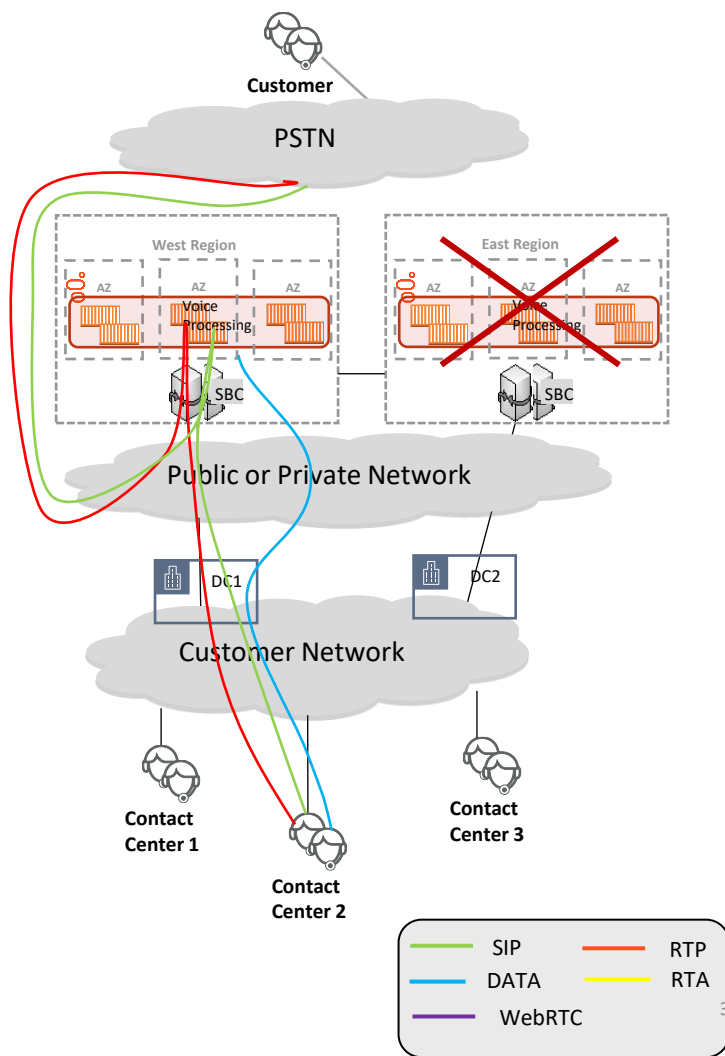 Customer
PSTN
West Region
East Region
AZ
AZ
AZ
AZ
AZ
AZ
Voice
Processing
Voice
Processing
SBC
SBC
Public or Private Network
DC1
DC2
Customer Network
Contact
Center 1
Contact
Center 3
Contact
Center 2
SIP
RTP
DATA
RTA
WebRTC
3